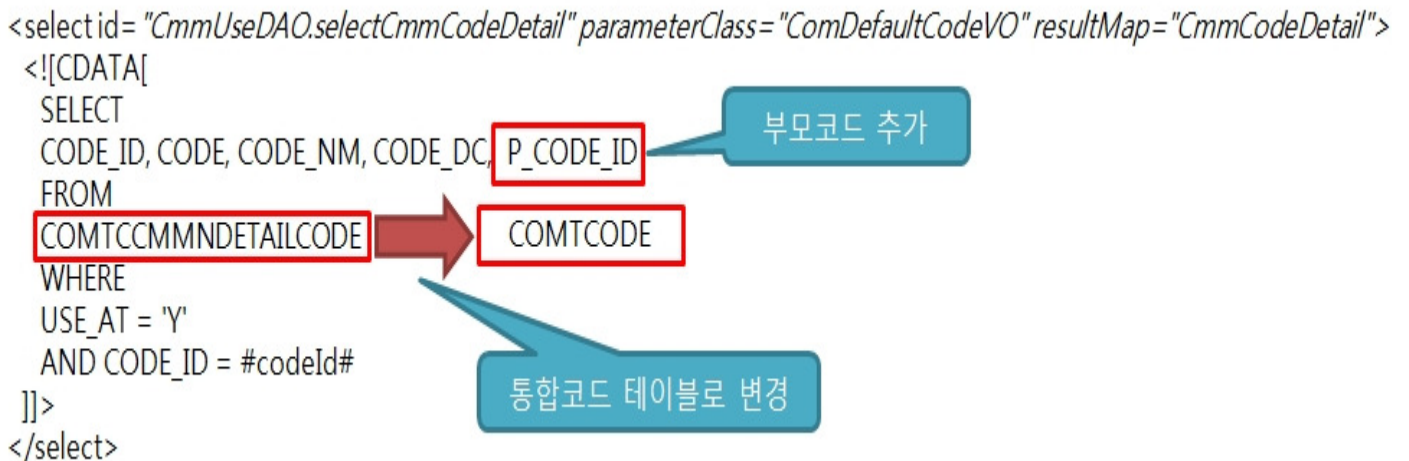 <select id="CmmUseDAO.selectCmmCodeDetail" parameterClass="ComDefaultCodeVO" resultMap="CmmCodeDetail">
<![CDATA[
SELECT
CODE_ID, CODE, CODE_NM, CODE_DC, P_CODE_ID
부모코드 추가
FROM
COMTCCMMNDETAILCODE COMTCODE
WHERE
USE_AT = 'Y'
AND CODE_ID = #codeId#
통합코드 테이블로 변경
]]>
</select>